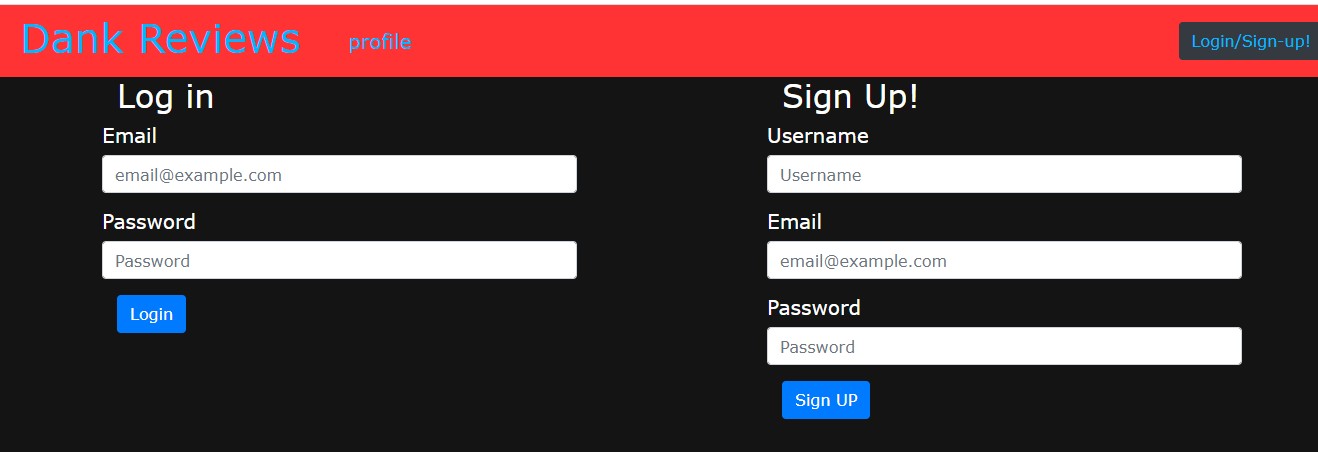 Dank Reviews profile Login/Sign-up!
Log in
Email
email@example.com
Password
Password
Login
Sign Up!
Username
Username
Email
email@example.com
Password
Password
Sign UP